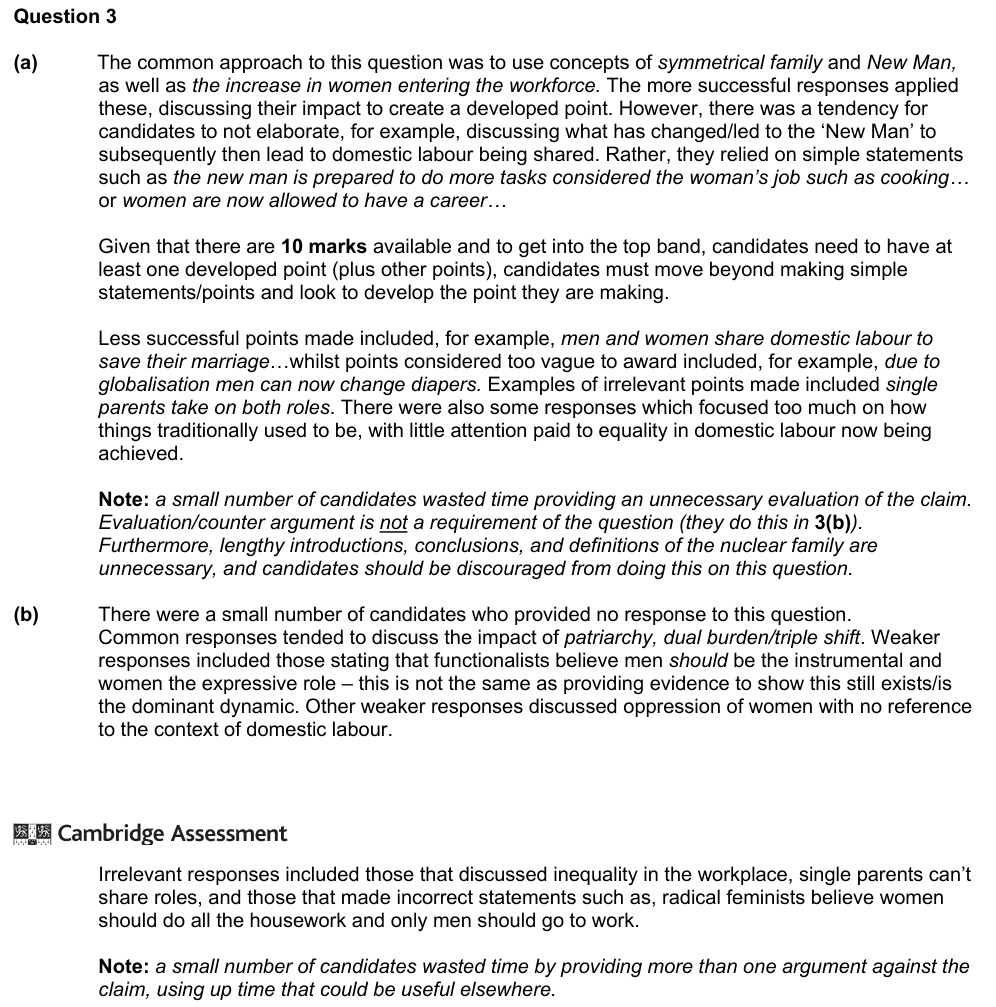 Question 3
(a) The common approach to this question was to use concepts of symmetrical family and New Man,
as well as the increase in women entering the workforce. The more successful responses applied
these, discussing their impact to create a developed point. However, there was a tendency for
candidates to not elaborate, for example, discussing what has changed/led to the ‘New Man’ to
subsequently then lead to domestic labour being shared. Rather, they relied on simple statements
such as the new man is prepared to do more tasks considered the woman’s job such as cooking…
or women are now allowed to have a career…
Given that there are 10 marks available and to get into the top band, candidates need to have at
least one developed point (plus other points), candidates must move beyond making simple
statements/points and look to develop the point they are making.
Less successful points made included, for example, men and women share domestic labour to
save their marriage…whilst points considered too vague to award included, for example, due to
globalisation men can now change diapers. Examples of irrelevant points made included single
parents take on both roles. There were also some responses which focused too much on how
things traditionally used to be, with little attention paid to equality in domestic labour now being
achieved.
Note: a small number of candidates wasted time providing an unnecessary evaluation of the claim.
Evaluation/counter argument is not a requirement of the question (they do this in 3(b)).
Furthermore, lengthy introductions, conclusions, and definitions of the nuclear family are
unnecessary, and candidates should be discouraged from doing this on this question.
(b) There were a small number of candidates who provided no response to this question.
Common responses tended to discuss the impact of patriarchy, dual burden/triple shift. Weaker
responses included those stating that functionalists believe men should be the instrumental and
women the expressive role – this is not the same as providing evidence to show this still exists/is
the dominant dynamic. Other weaker responses discussed oppression of women with no reference
to the context of domestic labour.
Cambridge Assessment
Irrelevant responses included those that discussed inequality in the workplace, single parents can’t
share roles, and those that made incorrect statements such as, radical feminists believe women
should do all the housework and only men should go to work.
Note: a small number of candidates wasted time by providing more than one argument against the
claim, using up time that could be useful elsewhere.